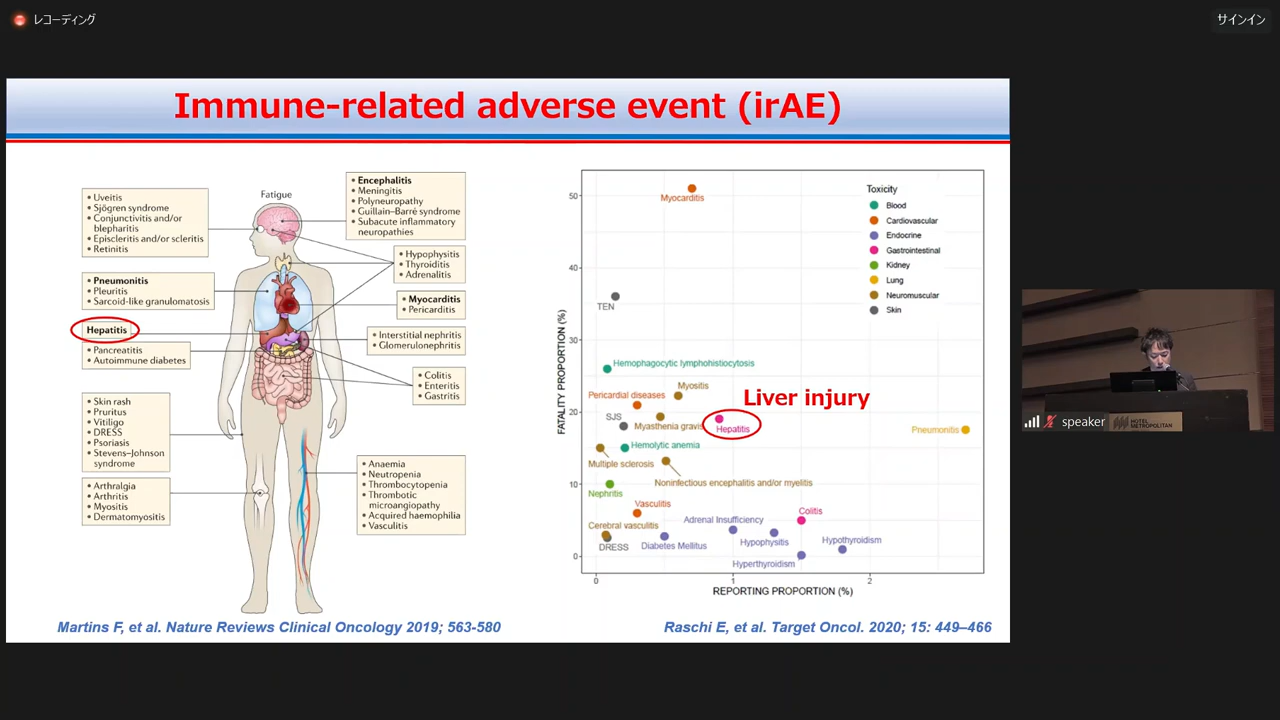 レコーディング
サインイン
Immune-related adverse event (irAE)
Fatigue
• Uveitis
• Sjögren syndrome
• Conjunctivitis and/or
blepharitis
• Episcleritis and/or scleritis
• Retinitis
• Pneumonitis
• Pleuritis
• Sarcoid-like granulomatosis
Hepatitis
• Pancreatitis
• Autoimmune diabetes
• Skin rash
• Pruritus
• Vitiligo
• DRESS
• Psoriasis
• Stevens–Johnson
syndrome
• Arthralgia
• Arthritis
• Myositis
• Dermatomyositis
• Encephalitis
• Meningitis
• Polyneuropathy
• Guillain–Barré syndrome
• Subacute inflammatory
neuropathies
• Hypophysitis
• Thyroiditis
• Adrenalitis
• Myocarditis
• Pericarditis
• Interstitial nephritis
• Glomerulonephritis
• Colitis
• Enteritis
• Gastritis
• Anaemia
• Neutropenia
• Thrombocytopenia
• Thrombotic
microangiopathy
• Acquired haemophilia
• Vasculitis
Martins F, et al. Nature Reviews Clinical Oncology 2019; 563-580
FATALITY PROPORTION (%)
50
40
30
20
10
0
Myocarditis
TEN
Hemophagocytic lymphohistiocytosis
Myositis
Pericardial diseases
Liver injury
SJS
Myasthenia gravis
Hepatitis
Pneumonitis
Hemolytic anemia
Multiple sclerosis
Noninfectious encephalitis and/or myelitis
Nephritis
Vasculitis
Colitis
Cerebral vasculitis
Adrenal Insufficiency
DRESS
Diabetes Mellitus
Hypophysitis
Hypothyroidism
Hyperthyroidism
0
1
2
REPORTING PROPORTION (%)
Toxicity
Blood
Cardiovascular
Endocrine
Gastrointestinal
Kidney
Lung
Neuromuscular
Skin
Raschi E, et al. Target Oncol. 2020; 15: 449–466
speaker
HOTEL
METROPOLITAN